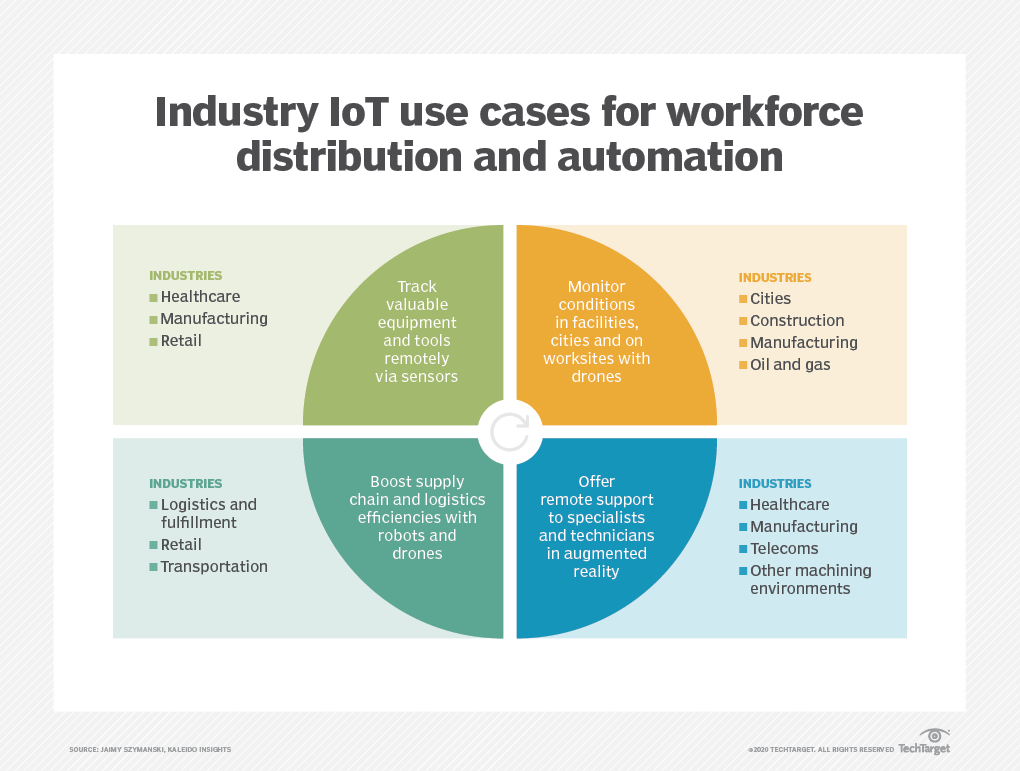 Industry IoT use cases for workforce
distribution and automation
INDUSTRIES
Healthcare
Manufacturing
Retail
Track
valuable
equipment
and tools
remotely
via sensors
Monitor
conditions
in facilities,
cities and on
worksites with
drones
INDUSTRIES
Cities
Construction
Manufacturing
Oil and gas
INDUSTRIES
Logistics and
fulfillment
Retail
Transportation
Boost supply
chain and logistics
efficiencies with
robots and
drones
Offer
remote support
to specialists
and technicians
in augmented
reality
INDUSTRIES
Healthcare
Manufacturing
Telecoms
Other machining
environments
SOURCE: JAIMY SZYMANSKI, KALEIDO INSIGHTS
©2020 TECHTARGET. ALL RIGHTS RESERVED TechTarget